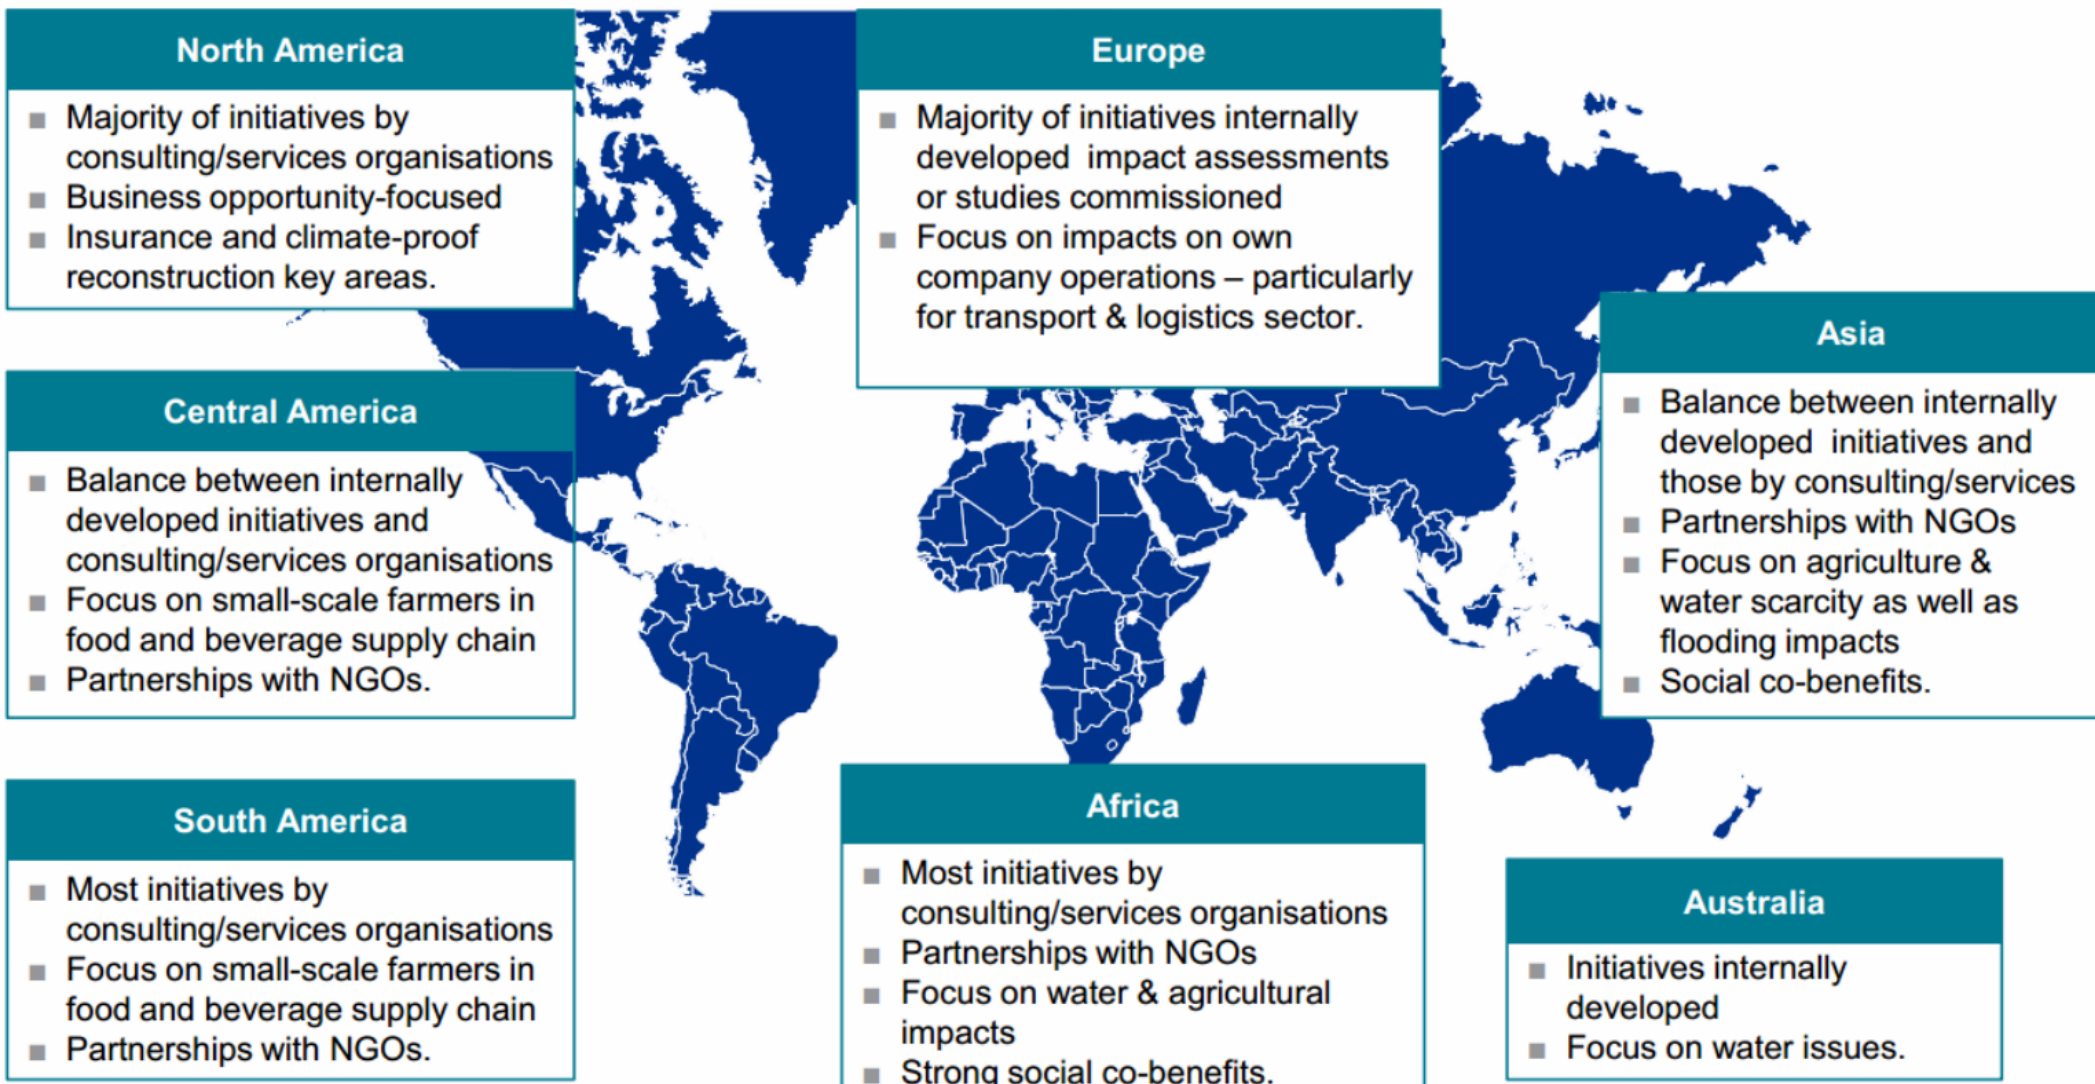 North America
Majority of initiatives by
consulting/services organisations
Business opportunity-focused
Insurance and climate-proof
reconstruction key areas.
Europe
Majority of initiatives internally
developed impact assessments
or studies commissioned
Focus on impacts on own
company operations – particularly
for transport & logistics sector.
Asia
Balance between internally
developed initiatives and
those by consulting/services
Partnerships with NGOs
Focus on agriculture &
water scarcity as well as
flooding impacts
Social co-benefits.
Central America
Balance between internally
developed initiatives and
consulting/services organisations
Focus on small-scale farmers in
food and beverage supply chain
Partnerships with NGOs.
South America
Most initiatives by
consulting/services organisations
Focus on small-scale farmers in
food and beverage supply chain
Partnerships with NGOs.
Africa
Most initiatives by
consulting/services organisations
Partnerships with NGOs
Focus on water & agricultural
impacts
Strong social co-benefits.
Australia
Initiatives internally
developed
Focus on water issues.